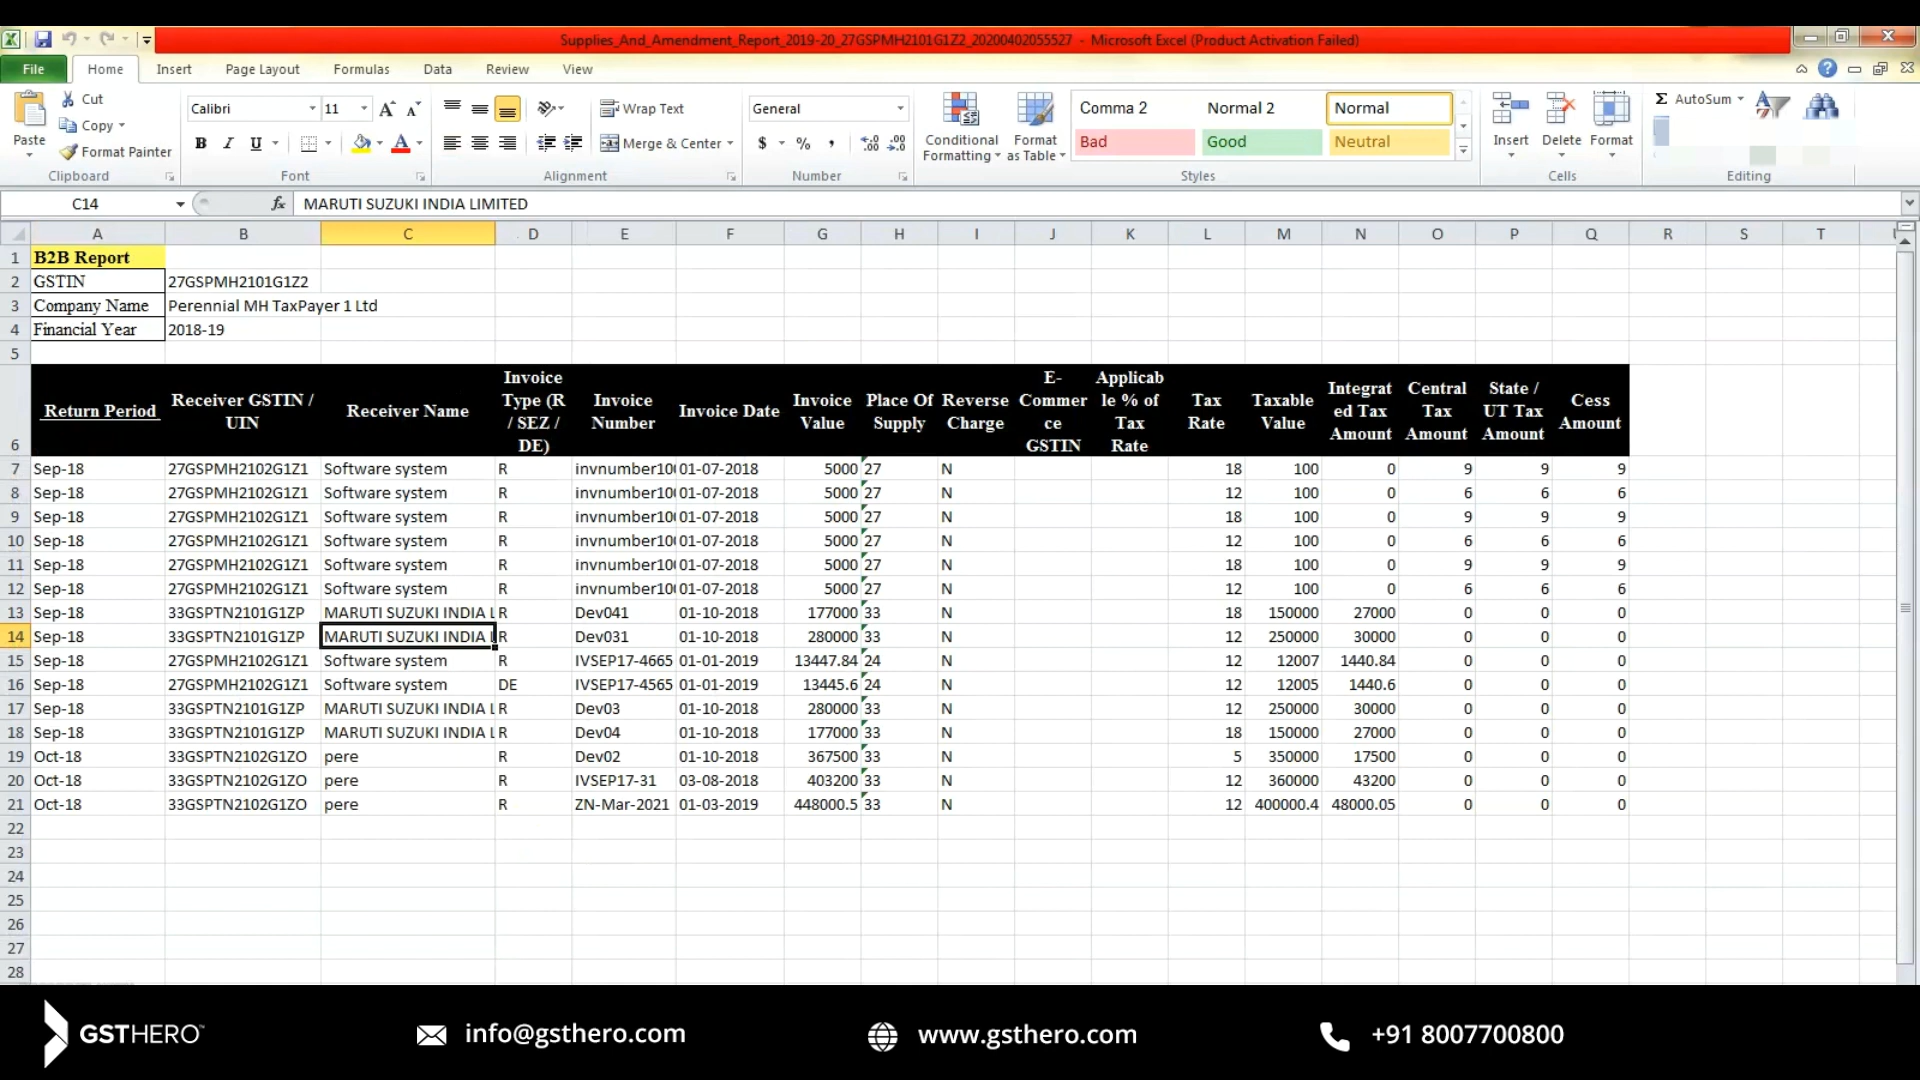 Supplies_And_Amendment_Report_2019-20_27GSPMH2101G1Z2_20200402055527 - Microsoft Excel (Product Activation Failed)
File Home Insert Page Layout Formulas Data Review View
Paste
Cut
Copy
Format Painter
Clipboard
Calibri 11
B I U
Font
Wrap Text
Merge & Center
Alignment
General
$ % ,
Number
Conditional Formatting
Format as Table
Comma 2 Normal 2 Normal
Bad Good Neutral
Styles
Insert Delete Format
Cells
Σ AutoSum
Editing
C14 fx MARUTI SUZUKI INDIA LIMITED
A B C D E F G H I J K L M N O P Q R S T
1 B2B Report
2 GSTIN 27GSPMH2101G1Z2
3 Company Name Perennial MH TaxPayer 1 Ltd
4 Financial Year 2018-19
5
6 Return Period Receiver GSTIN / UIN Receiver Name Invoice Type (R / SEZ / DE) Invoice Number Invoice Date Invoice Value Place Of Supply Reverse Charge E-Commerce GSTIN Applicable % of Tax Rate Tax Rate Taxable Value Integrated Tax Amount Central Tax Amount State / UT Tax Amount Cess Amount
7 Sep-18 27GSPMH2102G1Z1 Software system R invnumber10 01-07-2018 5000 27 N 18 100 0 9 9 9
8 Sep-18 27GSPMH2102G1Z1 Software system R invnumber10 01-07-2018 5000 27 N 12 100 0 6 6 6
9 Sep-18 27GSPMH2102G1Z1 Software system R invnumber10 01-07-2018 5000 27 N 18 100 0 9 9 9
10 Sep-18 27GSPMH2102G1Z1 Software system R invnumber10 01-07-2018 5000 27 N 12 100 0 6 6 6
11 Sep-18 27GSPMH2102G1Z1 Software system R invnumber10 01-07-2018 5000 27 N 18 100 0 9 9 9
12 Sep-18 27GSPMH2102G1Z1 Software system R invnumber10 01-07-2018 5000 27 N 12 100 0 6 6 6
13 Sep-18 33GSPTN2101G1ZP MARUTI SUZUKI INDIA L R Dev041 01-10-2018 177000 33 N 18 150000 27000 0 0 0
14 Sep-18 33GSPTN2101G1ZP MARUTI SUZUKI INDIA L R Dev031 01-10-2018 280000 33 N 12 250000 30000 0 0 0
15 Sep-18 27GSPMH2102G1Z1 Software system R IVSEP17-4665 01-01-2019 13447.84 24 N 12 12007 1440.84 0 0 0
16 Sep-18 27GSPMH2102G1Z1 Software system DE IVSEP17-4565 01-01-2019 13445.6 24 N 12 12005 1440.6 0 0 0
17 Sep-18 33GSPTN2101G1ZP MARUTI SUZUKI INDIA L R Dev03 01-10-2018 280000 33 N 12 250000 30000 0 0 0
18 Sep-18 33GSPTN2101G1ZP MARUTI SUZUKI INDIA L R Dev04 01-10-2018 177000 33 N 18 150000 27000 0 0 0
19 Oct-18 33GSPTN2102G1ZO pere R Dev02 01-10-2018 367500 33 N 5 350000 17500 0 0 0
20 Oct-18 33GSPTN2102G1ZO pere R IVSEP17-31 03-08-2018 403200 33 N 12 360000 43200 0 0 0
21 Oct-18 33GSPTN2102G1ZO pere R ZN-Mar-2021 01-03-2019 448000.5 33 N 12 400000.4 48000.05 0 0 0
22
23
24
25
26
27
28
GSTHERO™ info@gsthero.com www.gsthero.com +91 8007700800